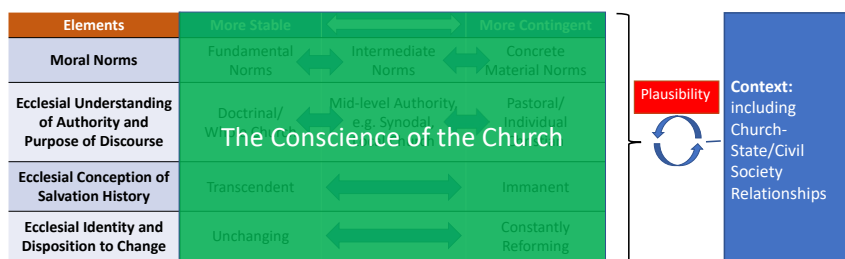 Elements
More Stable
More Contingent
Moral Norms
Fundamental
Norms
Intermediate
Norms
Concrete
Material Norms
Ecclesial Understanding
of Authority and
Purpose of Discourse
Doctrinal/
Mid-level Authority,
e.g. Synodal,
Pastoral/
Individual
The Conscience of the Church
Ecclesial Conception of
Salvation History
Transcendent
Immanent
Ecclesial Identity and
Disposition to Change
Unchanging
Constantly
Reforming
Plausibility
Context:
including
Church-
State/Civil
Society
Relationships